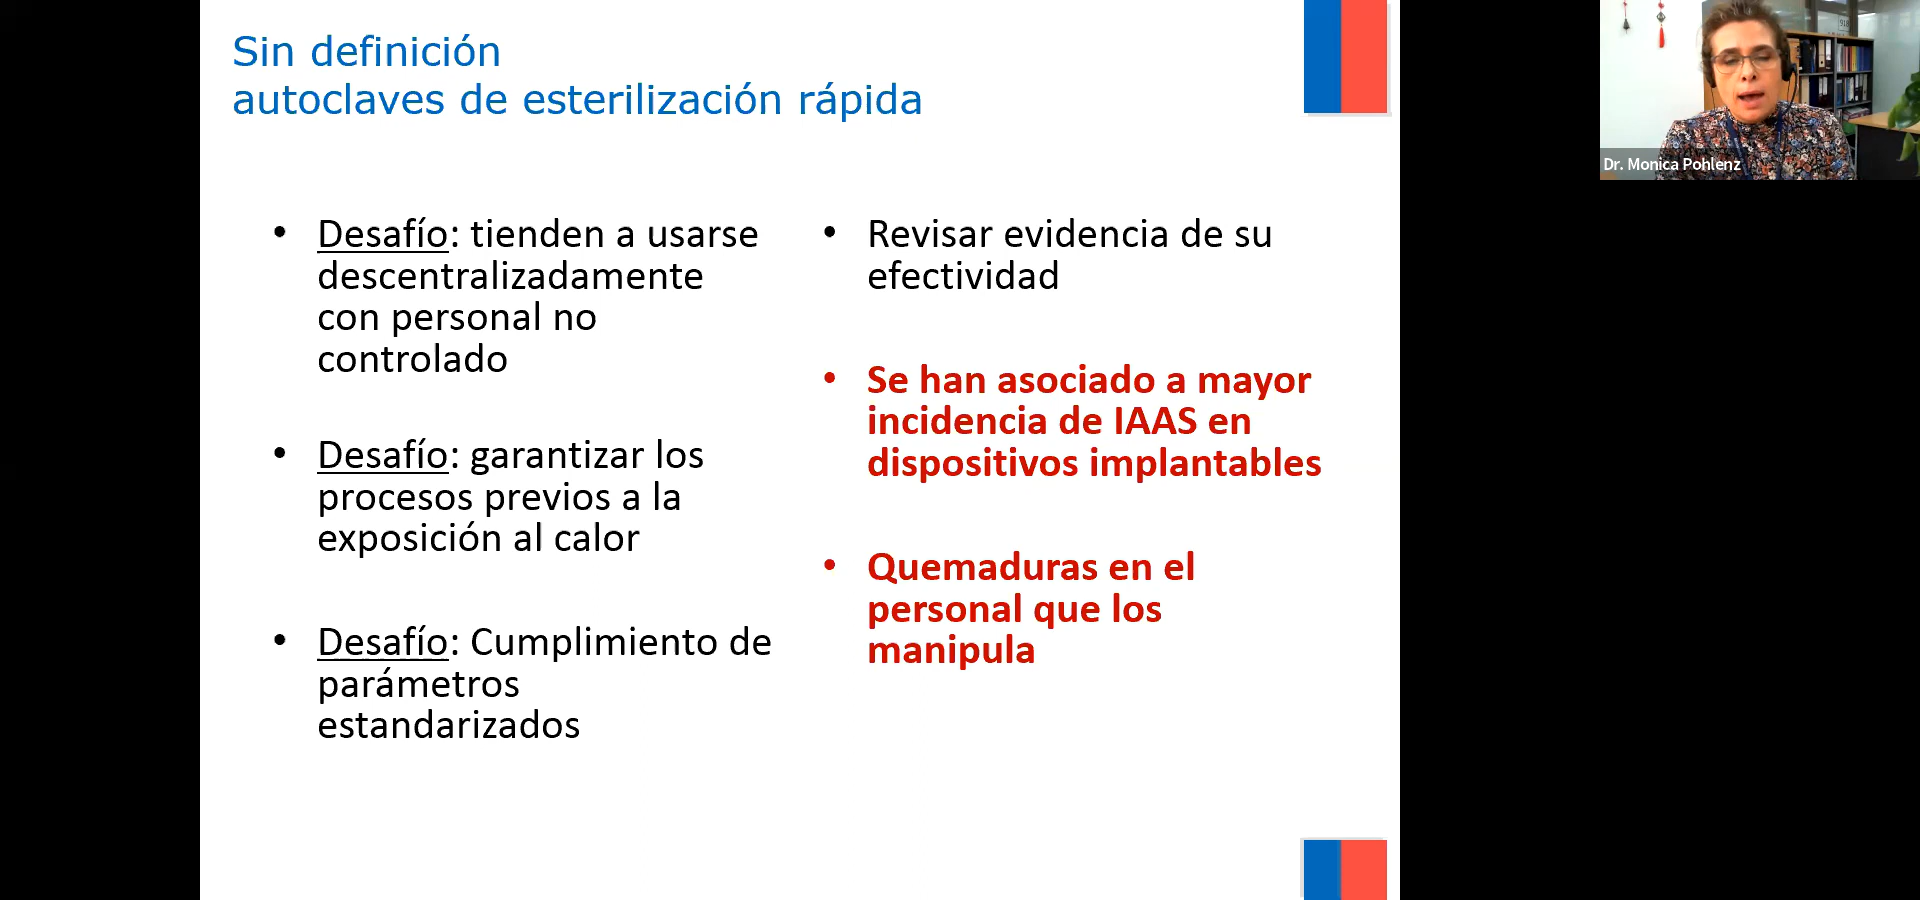 Sin definición
autoclaves de esterilización rápida
• Desafío: tienden a usarse
descentralizadamente
con personal no
controlado
• Desafío: garantizar los
procesos previos a la
exposición al calor
• Desafío: Cumplimiento de
parámetros
estandarizados
• Revisar evidencia de su
efectividad
• Se han asociado a mayor
incidencia de IAAS en
dispositivos implantables
• Quemaduras en el
personal que los
manipula
918
Dr. Monica Pohlenz